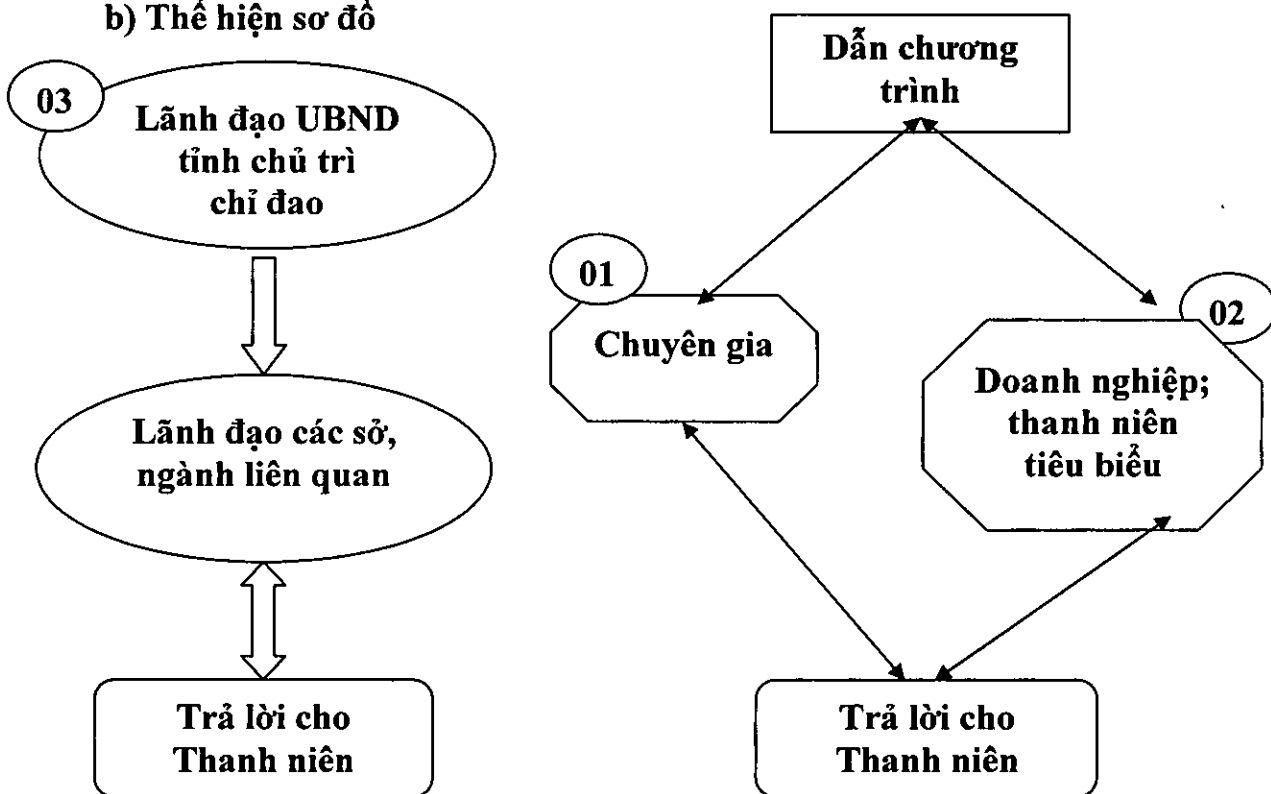 b) Thể hiện sơ đồ
03
Lãnh đạo UBND
tỉnh chủ trì
chỉ đao
Lãnh đạo các sở,
ngành liên quan
Trả lời cho
Thanh niên
Dẫn chương
trình
01
Chuyên gia
02
Doanh nghiệp;
thanh niên
tiêu biểu
Trả lời cho
Thanh niên